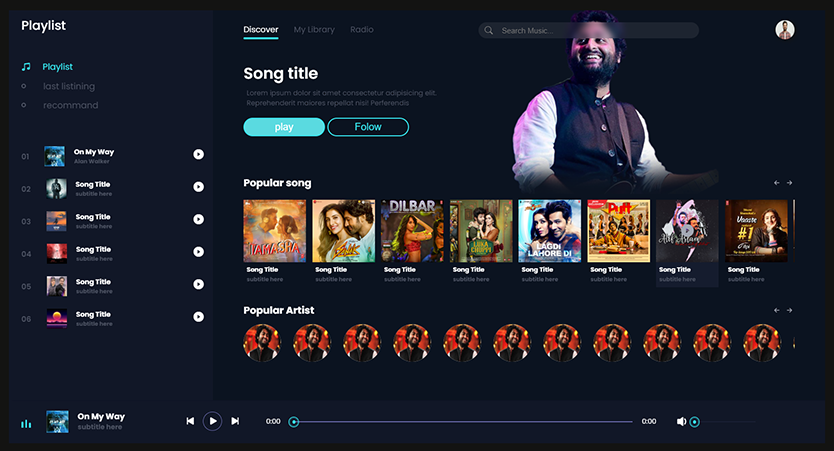 Playlist
Discover
My Library
Radio
Search Music...
Playlist
last listining
recommand
Song title
Lorem ipsum dolor sit amet consectetur adipisicing elit.
Reprehenderit maiores repellat nisi! Perferendis
play
Folow
01
On My Way
Alan Walker
02
Song Title
subtitle here
03
Song Title
subtitle here
04
Song Title
subtitle here
05
Song Title
subtitle here
06
Song Title
subtitle here
Popular song
DILBAR
LUKA
CHUPPI
LAGDI
LAHORE DI
Vaaste
#1
Song Title
subtitle here
Song Title
subtitle here
Song Title
subtitle here
Song Title
subtitle here
Song Title
subtitle here
Song Title
subtitle here
Song Title
subtitle here
Song Title
subtitle here
Popular Artist
On My Way
subtitle here
0:00
0:00